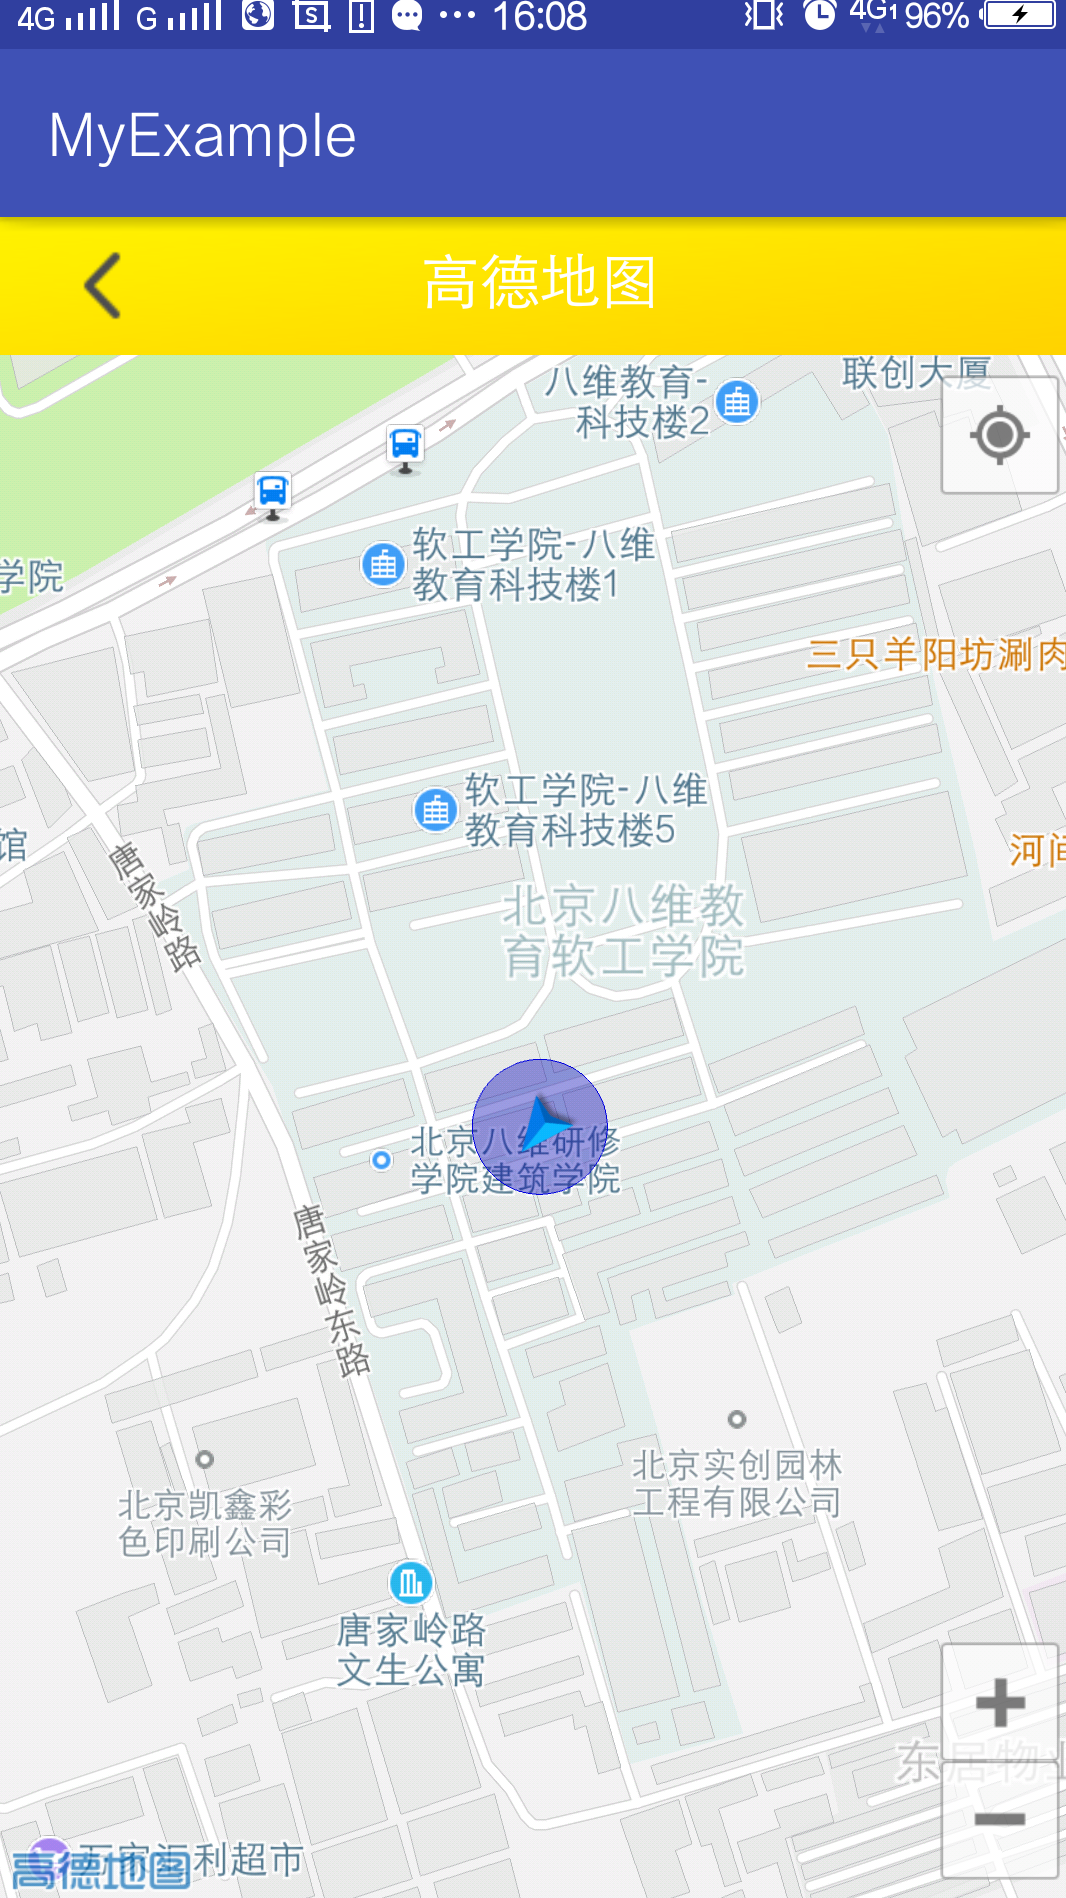 4G G 16:08 4G1 96%
MyExample
高德地图
八维教育-
科技楼2
联创大厦
软工学院-八维
教育科技楼1
学院
三只羊阳坊涮肉
软工学院-八维
教育科技楼5
馆
河间
唐家岭路
北京八维教
育软工学院
北京八维研修
学院建筑学院
唐家岭东路
北京实创园林
工程有限公司
北京凯鑫彩
色印刷公司
唐家岭路
文生公寓
东居物业
万家汇利超市
高德地图